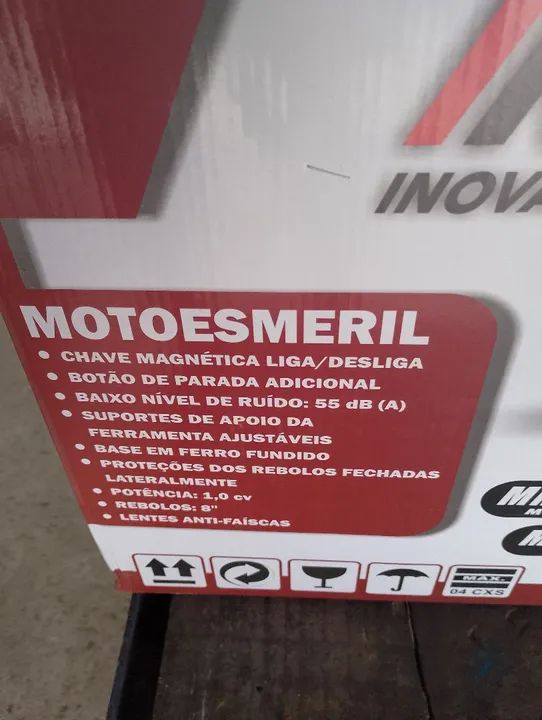 MOTOESMERIL
• CHAVE MAGNÉTICA LIGA/DESLIGA
• BOTÃO DE PARADA ADICIONAL
• BAIXO NÍVEL DE RUÍDO: 55 dB (A)
• SUPORTES DE APOIO DA
FERRAMENTA AJUSTÁVEIS
• BASE EM FERRO FUNDIDO
• PROTEÇÕES DOS REBOLOS FECHADAS
LATERALMENTE
• POTÊNCIA: 1,0 cv
• REBOLOS: 8"
• LENTES ANTI-FAÍSCAS
MAX.
04 CXS